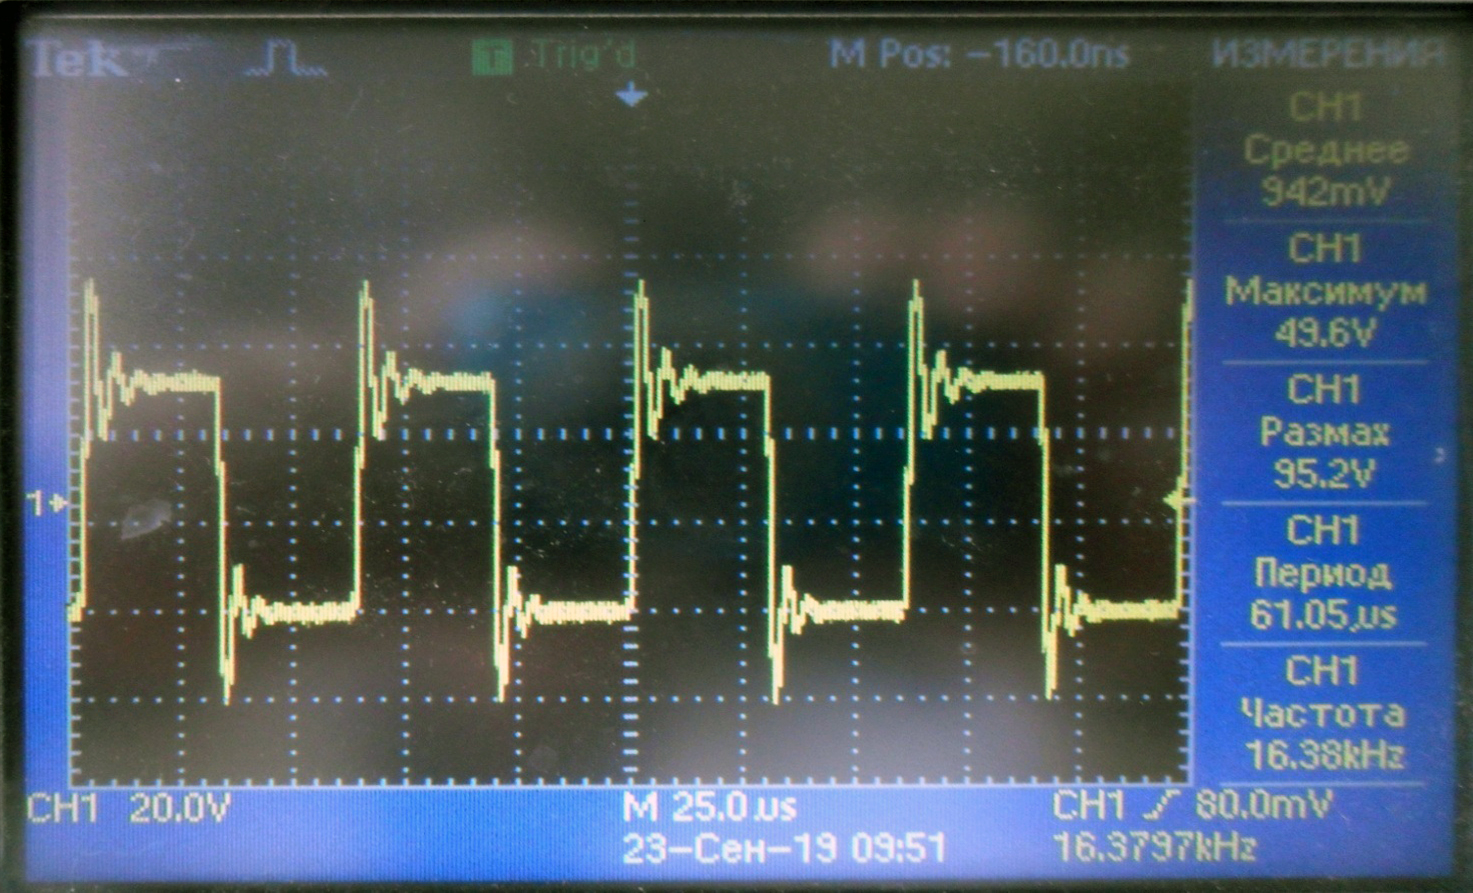 Tek T Trig'd M Pos: -160.0ns ИЗМЕРЕНИЯ
CH1
Среднее
942mV
CH1
Максимум
49.6V
CH1
Размах
95.2V
1
CH1
Период
61.05µs
CH1
Частота
16.38kHz
CH1 20.0V M 25.0µs CH1 80.0mV
23-Сен-19 09:51 16.3797kHz